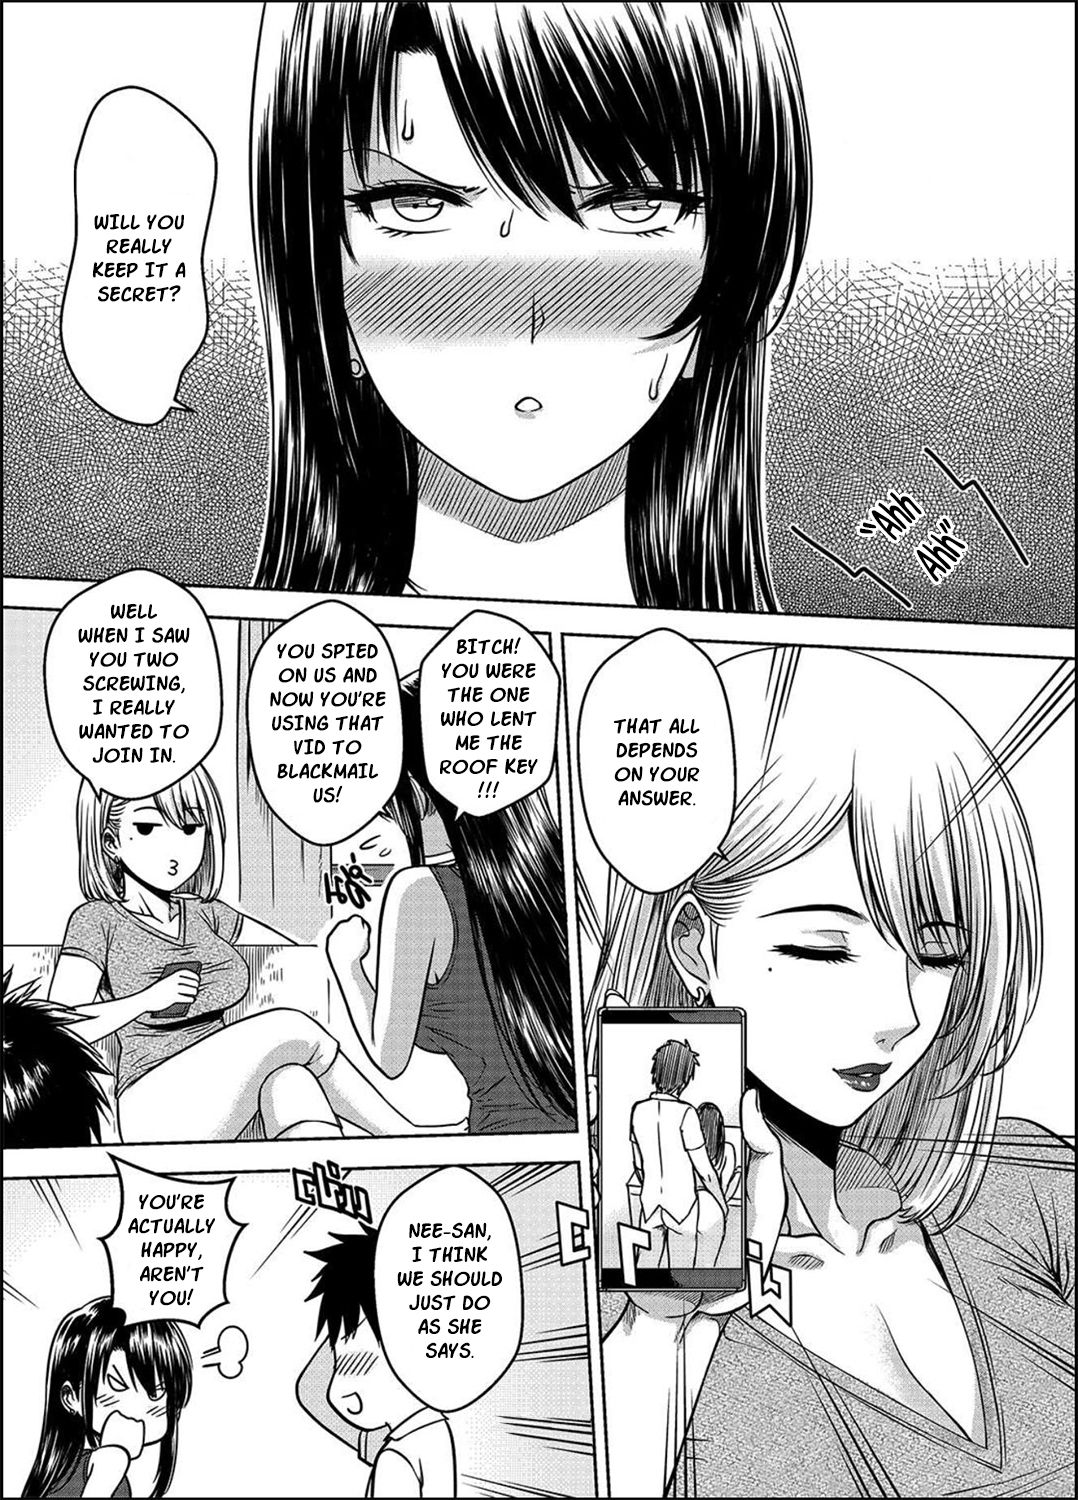 WILL YOU
REALLY
KEEP IT A
SECRET?
"Ahh
Ahh"
THAT ALL
DEPENDS
ON YOUR
ANSWER.
BITCH!
YOU WERE
THE ONE
WHO LENT
ME THE
ROOF KEY
!!!
YOU SPIED
ON US AND
NOW YOU'RE
USING THAT
VID TO
BLACKMAIL
US!
WELL
WHEN I SAW
YOU TWO
SCREWING,
I REALLY
WANTED TO
JOIN IN.
NEE-SAN,
I THINK
WE SHOULD
JUST DO
AS SHE
SAYS.
YOU'RE
ACTUALLY
HAPPY,
AREN'T
YOU!